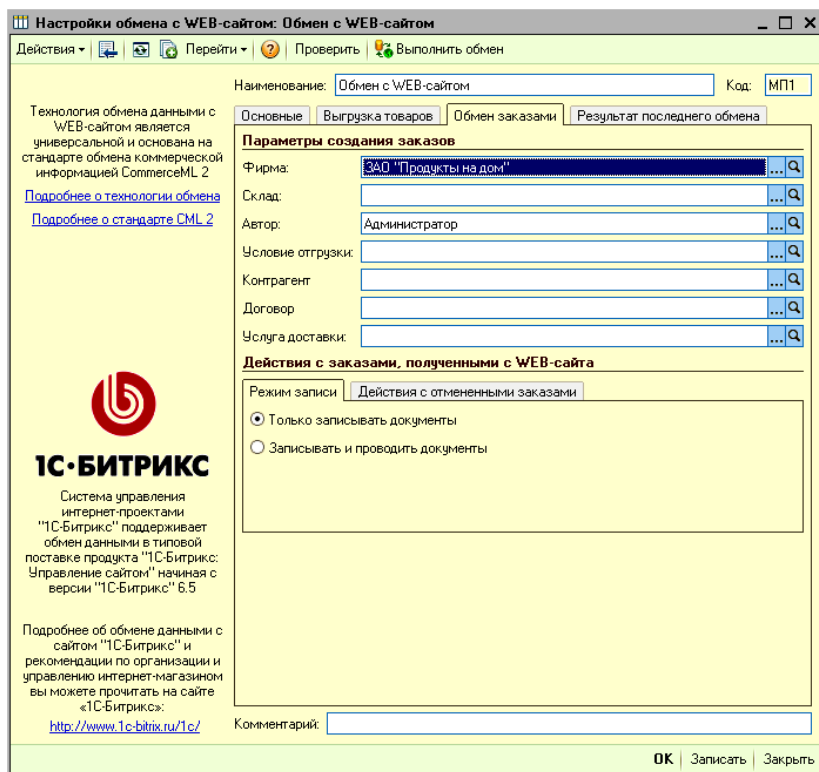 Настройки обмена с WEB-сайтом: Обмен с WEB-сайтом
Действия Перейти Проверить Выполнить обмен
Наименование: Обмен с WEB-сайтом Код: МП1
Технология обмена данными с
WEB-сайтом является
универсальной и основана на
стандарте обмена коммерческой
информацией CommerceML 2
Подробнее о технологии обмена
Подробнее о стандарте CML 2
1С·БИТРИКС
Система управления
интернет-проектами
"1С-Битрикс" поддерживает
обмен данными в типовой
поставке продукта "1С-Битрикс:
Управление сайтом" начиная с
версии "1С-Битрикс" 6.5
Подробнее об обмене данными с
сайтом "1С-Битрикс" и
рекомендации по организации и
управлению интернет-магазином
вы можете прочитать на сайте
«1С-Битрикс»:
http://www.1c-bitrix.ru/1c/
Основные Выгрузка товаров Обмен заказами Результат последнего обмена
Параметры создания заказов
Фирма: ЗАО "Продукты на дом" ...
Склад: ...
Автор: Администратор ...
Условие отгрузки: ...
Контрагент ...
Договор ...
Услуга доставки: ...
Действия с заказами, полученными с WEB-сайта
Режим записи Действия с отмененными заказами
Только записывать документы
Записывать и проводить документы
Комментарий:
OK Записать Закрыть